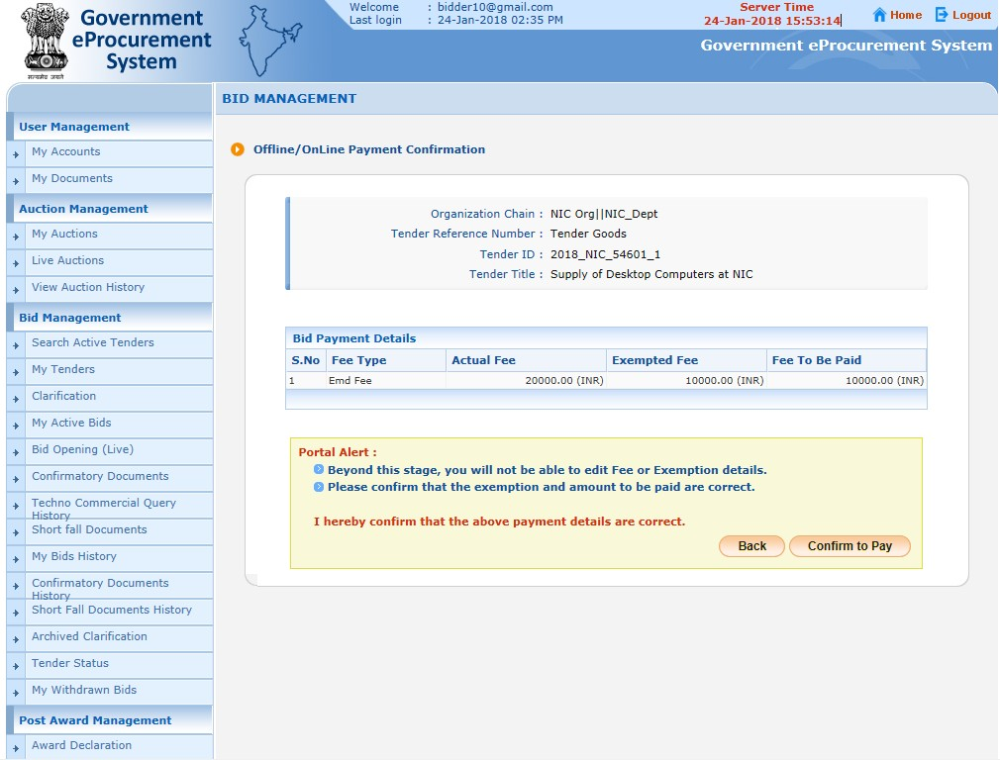 Government
eProcurement
System
सत्यमेव जयते
Welcome : bidder10@gmail.com
Last login : 24-Jan-2018 02:35 PM
Server Time
24-Jan-2018 15:53:14
Home
Logout
Government eProcurement System
User Management
My Accounts
My Documents
Auction Management
My Auctions
Live Auctions
View Auction History
Bid Management
Search Active Tenders
My Tenders
Clarification
My Active Bids
Bid Opening (Live)
Confirmatory Documents
Techno Commercial Query
History
Short fall Documents
My Bids History
Confirmatory Documents
History
Short Fall Documents History
Archived Clarification
Tender Status
My Withdrawn Bids
Post Award Management
Award Declaration
BID MANAGEMENT
Offline/OnLine Payment Confirmation
Organization Chain : NIC Org||NIC_Dept
Tender Reference Number : Tender Goods
Tender ID : 2018_NIC_54601_1
Tender Title : Supply of Desktop Computers at NIC
Bid Payment Details
S.No Fee Type Actual Fee Exempted Fee Fee To Be Paid
1 Emd Fee 20000.00 (INR) 10000.00 (INR) 10000.00 (INR)
Portal Alert :
Beyond this stage, you will not be able to edit Fee or Exemption details.
Please confirm that the exemption and amount to be paid are correct.
I hereby confirm that the above payment details are correct.
Back
Confirm to Pay